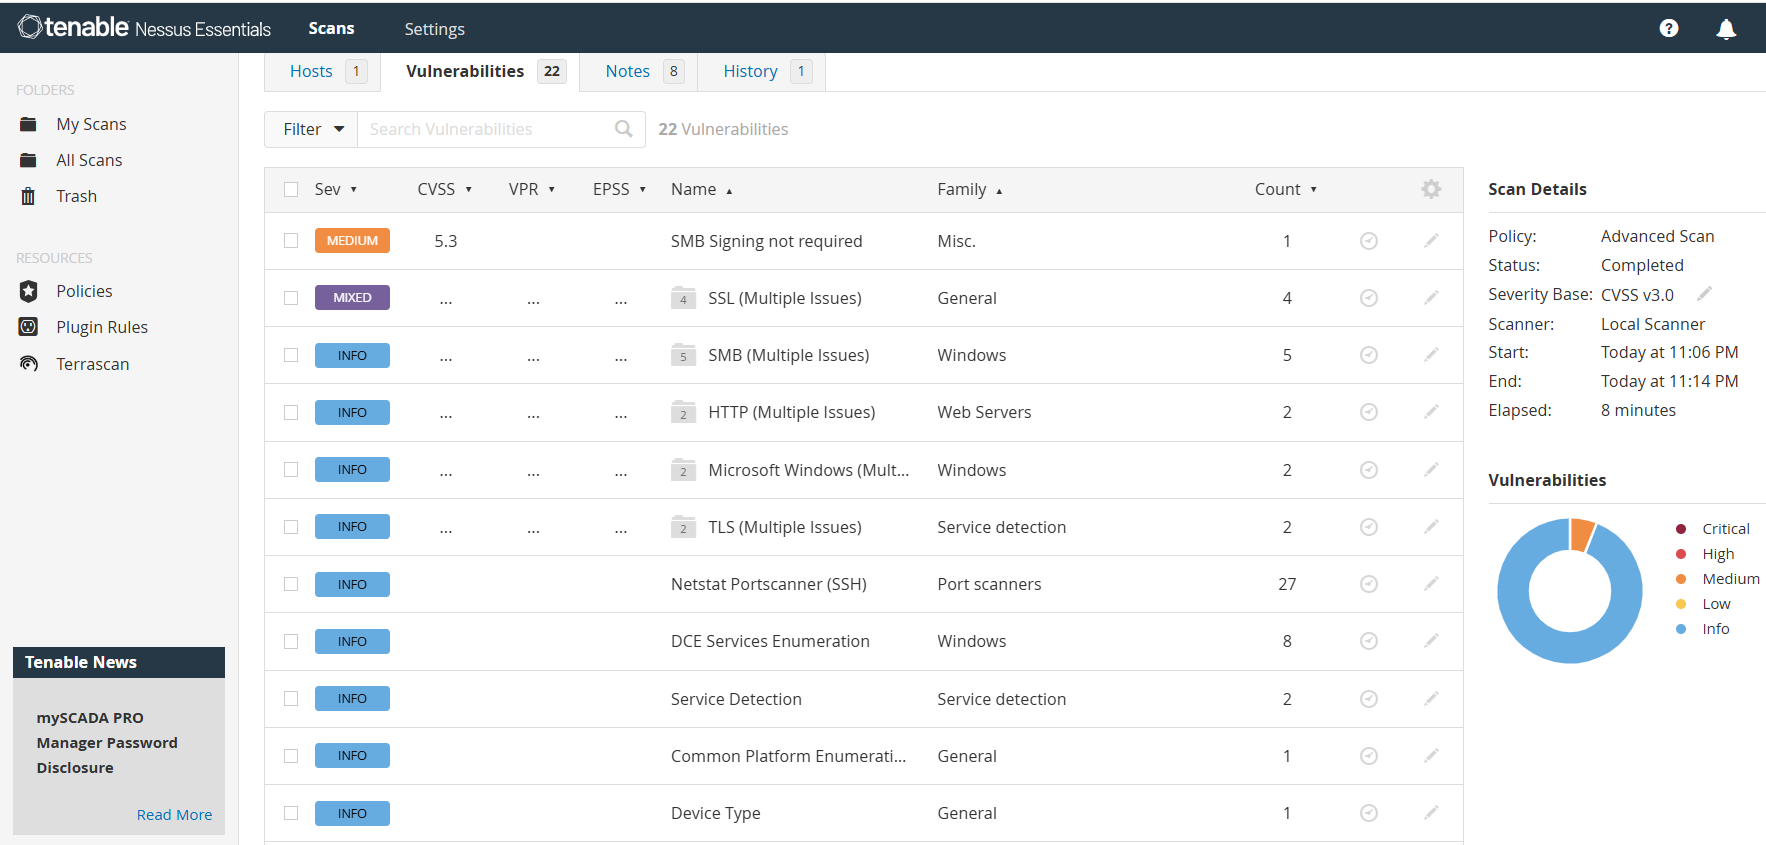 tenable Nessus Essentials Scans Settings ?
FOLDERS
My Scans
All Scans
Trash
RESOURCES
Policies
Plugin Rules
Terrascan
Tenable News
mySCADA PRO
Manager Password
Disclosure
Read More
Hosts 1 Vulnerabilities 22 Notes 8 History 1
Filter Search Vulnerabilities 22 Vulnerabilities
Sev CVSS VPR EPSS Name Family Count
MEDIUM 5.3 SMB Signing not required Misc. 1
MIXED ... ... ... 4 SSL (Multiple Issues) General 4
INFO ... ... ... 5 SMB (Multiple Issues) Windows 5
INFO ... ... ... 2 HTTP (Multiple Issues) Web Servers 2
INFO ... ... ... 2 Microsoft Windows (Mult... Windows 2
INFO ... ... ... 2 TLS (Multiple Issues) Service detection 2
INFO Netstat Portscanner (SSH) Port scanners 27
INFO DCE Services Enumeration Windows 8
INFO Service Detection Service detection 2
INFO Common Platform Enumerati... General 1
INFO Device Type General 1
Scan Details
Policy: Advanced Scan
Status: Completed
Severity Base: CVSS v3.0
Scanner: Local Scanner
Start: Today at 11:06 PM
End: Today at 11:14 PM
Elapsed: 8 minutes
Vulnerabilities
Critical
High
Medium
Low
Info